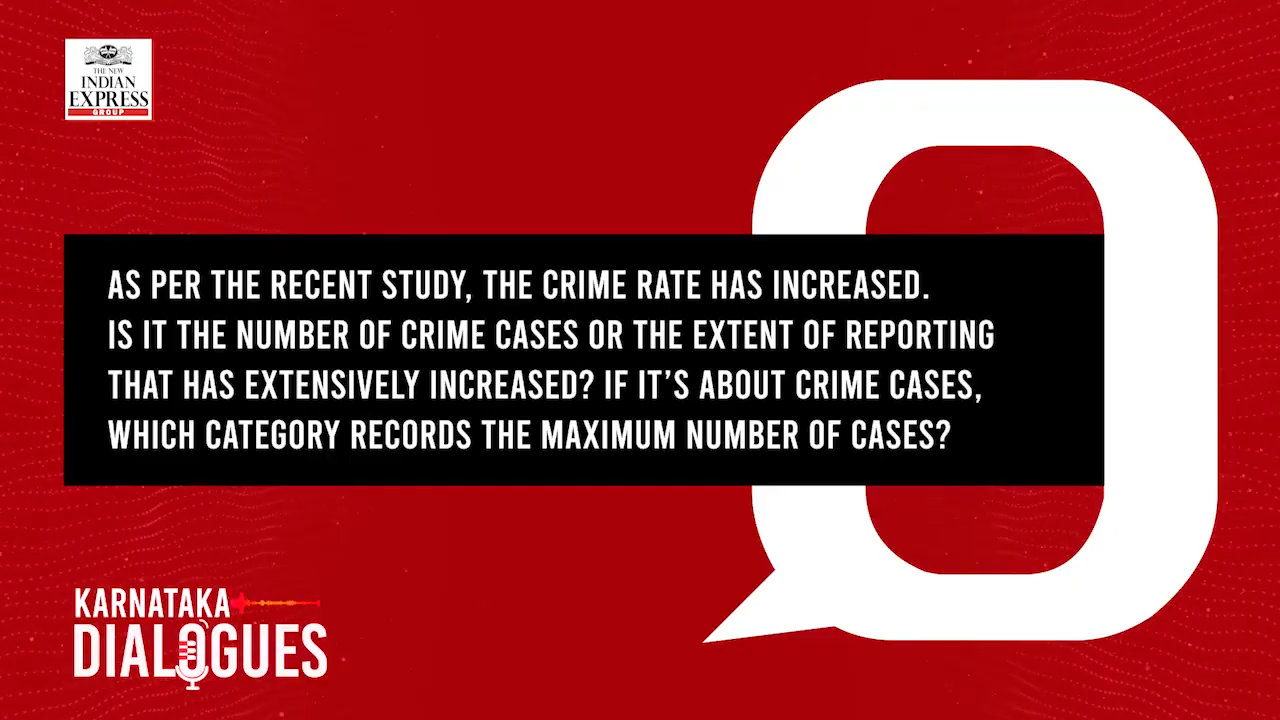 THE NEW
INDIAN
EXPRESS
GROUP
AS PER THE RECENT STUDY, THE CRIME RATE HAS INCREASED.
IS IT THE NUMBER OF CRIME CASES OR THE EXTENT OF REPORTING
THAT HAS EXTENSIVELY INCREASED? IF IT'S ABOUT CRIME CASES,
WHICH CATEGORY RECORDS THE MAXIMUM NUMBER OF CASES?
KARNATAKA
DIALOGUES